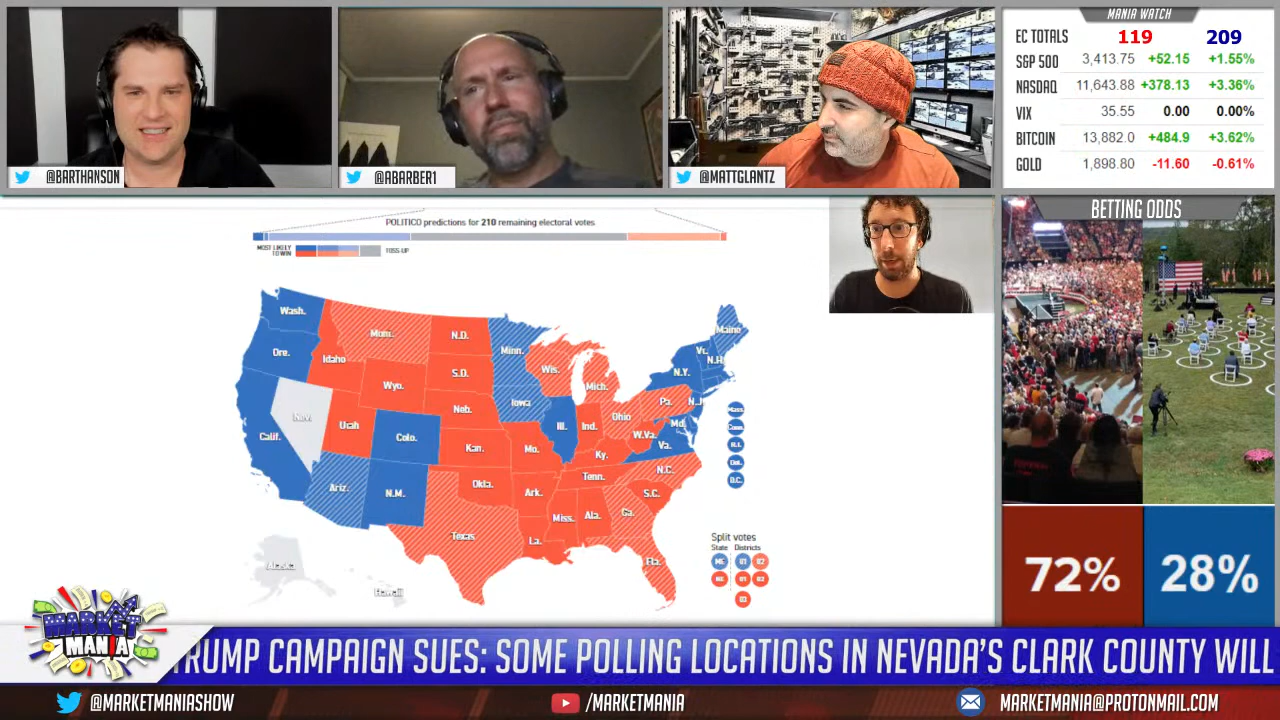 @BARTHANSON
@ABARBER1
@MATTGLANTZ
MANIA WATCH
EC TOTALS 119 209
S&P 500 3,413.75 +52.15 +1.55%
NASDAQ 11,643.88 +378.13 +3.36%
VIX 35.55 0.00 0.00%
BITCOIN 13,882.0 +484.9 +3.62%
GOLD 1,898.80 -11.60 -0.61%
BETTING ODDS
72% 28%
POLITICO predictions for 210 remaining electoral votes
MOST LIKELY
TO WIN
TOSS-UP
Wash.
Mont.
N.D.
Minn.
Maine
Ore.
Idaho
Wis.
Vt.
N.H.
S.D.
N.Y.
Wyo.
Mich.
Iowa
Pa.
N.J.
Neb.
Nev.
Ohio
Utah
Ill.
Ind.
Md.
Mass.
Conn.
R.I.
Del.
D.C.
Calif.
Colo.
Kan.
Mo.
W.Va.
Va.
Ky.
N.C.
Tenn.
Ariz.
N.M.
Okla.
Ark.
S.C.
Miss.
Ala.
Ga.
Texas
La.
Fla.
Alaska
Hawaii
Split votes
State Districts
ME 01 02
NE 01 02
03
MARKET
MANIA
TRUMP CAMPAIGN SUES: SOME POLLING LOCATIONS IN NEVADA'S CLARK COUNTY WILL
@MARKETMANIASHOW
/MARKETMANIA
MARKETMANIA@PROTONMAIL.COM